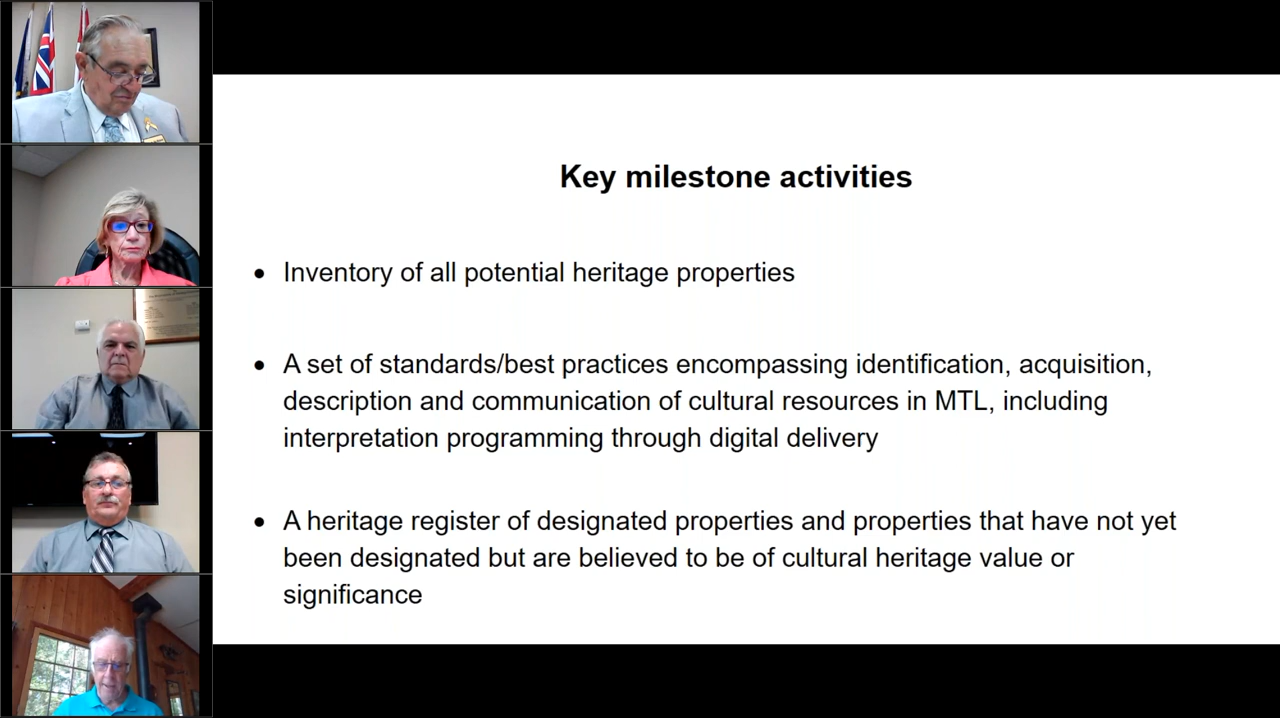 Key milestone activities
• Inventory of all potential heritage properties
• A set of standards/best practices encompassing identification, acquisition,
description and communication of cultural resources in MTL, including
interpretation programming through digital delivery
• A heritage register of designated properties and properties that have not yet
been designated but are believed to be of cultural heritage value or
significance